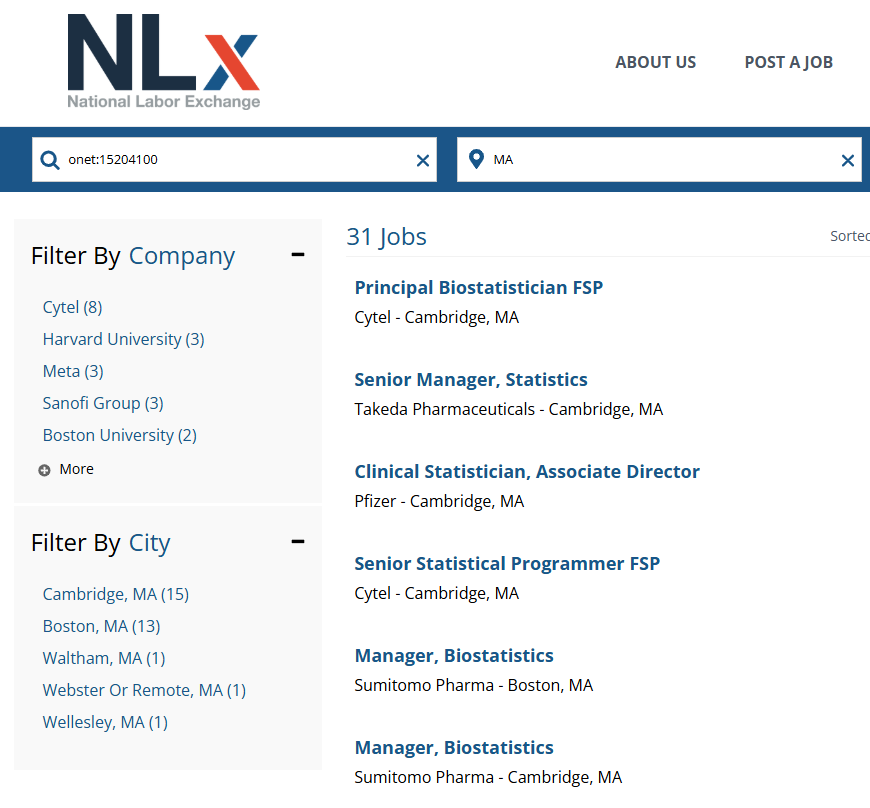 NLx
National Labor Exchange
ABOUT US
POST A JOB
onet:15204100
MA
Filter By Company
Cytel (8)
Harvard University (3)
Meta (3)
Sanofi Group (3)
Boston University (2)
More
Filter By City
Cambridge, MA (15)
Boston, MA (13)
Waltham, MA (1)
Webster Or Remote, MA (1)
Wellesley, MA (1)
31 Jobs
Sorted
Principal Biostatistician FSP
Cytel - Cambridge, MA
Senior Manager, Statistics
Takeda Pharmaceuticals - Cambridge, MA
Clinical Statistician, Associate Director
Pfizer - Cambridge, MA
Senior Statistical Programmer FSP
Cytel - Cambridge, MA
Manager, Biostatistics
Sumitomo Pharma - Boston, MA
Manager, Biostatistics
Sumitomo Pharma - Cambridge, MA